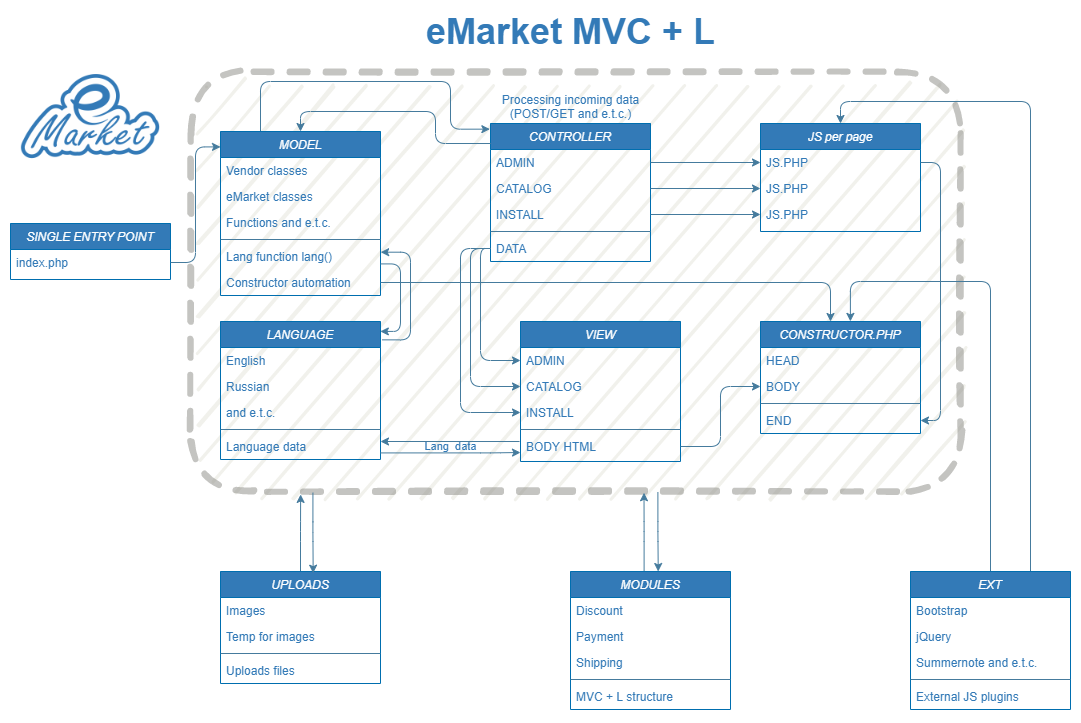 eMarket MVC + L
e
Market
Processing incoming data
(POST/GET and e.t.c.)
MODEL
Vendor classes
eMarket classes
Functions and e.t.c.
Lang function lang()
Constructor automation
CONTROLLER
ADMIN
CATALOG
INSTALL
DATA
JS per page
JS.PHP
JS.PHP
JS.PHP
SINGLE ENTRY POINT
index.php
LANGUAGE
English
Russian
and e.t.c.
Language data
Lang data
VIEW
ADMIN
CATALOG
INSTALL
BODY HTML
CONSTRUCTOR.PHP
HEAD
BODY
END
UPLOADS
Images
Temp for images
Uploads files
MODULES
Discount
Payment
Shipping
MVC + L structure
EXT
Bootstrap
jQuery
Summernote and e.t.c.
External JS plugins